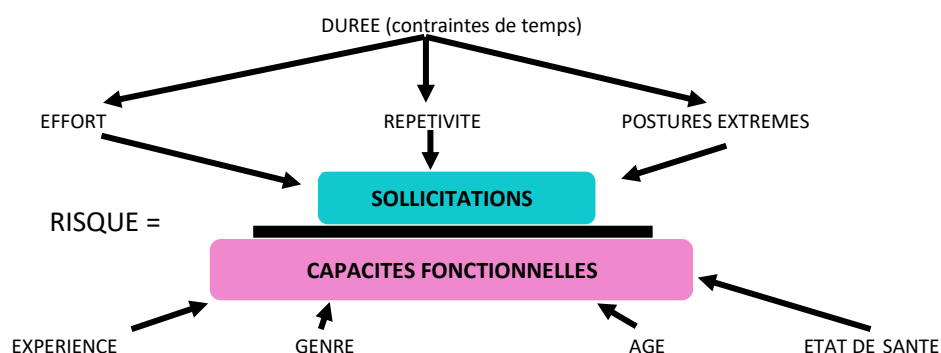 DUREE (contraintes de temps)
EFFORT
REPETIVITE
POSTURES EXTREMES
SOLLICITATIONS
RISQUE =
CAPACITES FONCTIONNELLES
EXPERIENCE
GENRE
AGE
ETAT DE SANTE